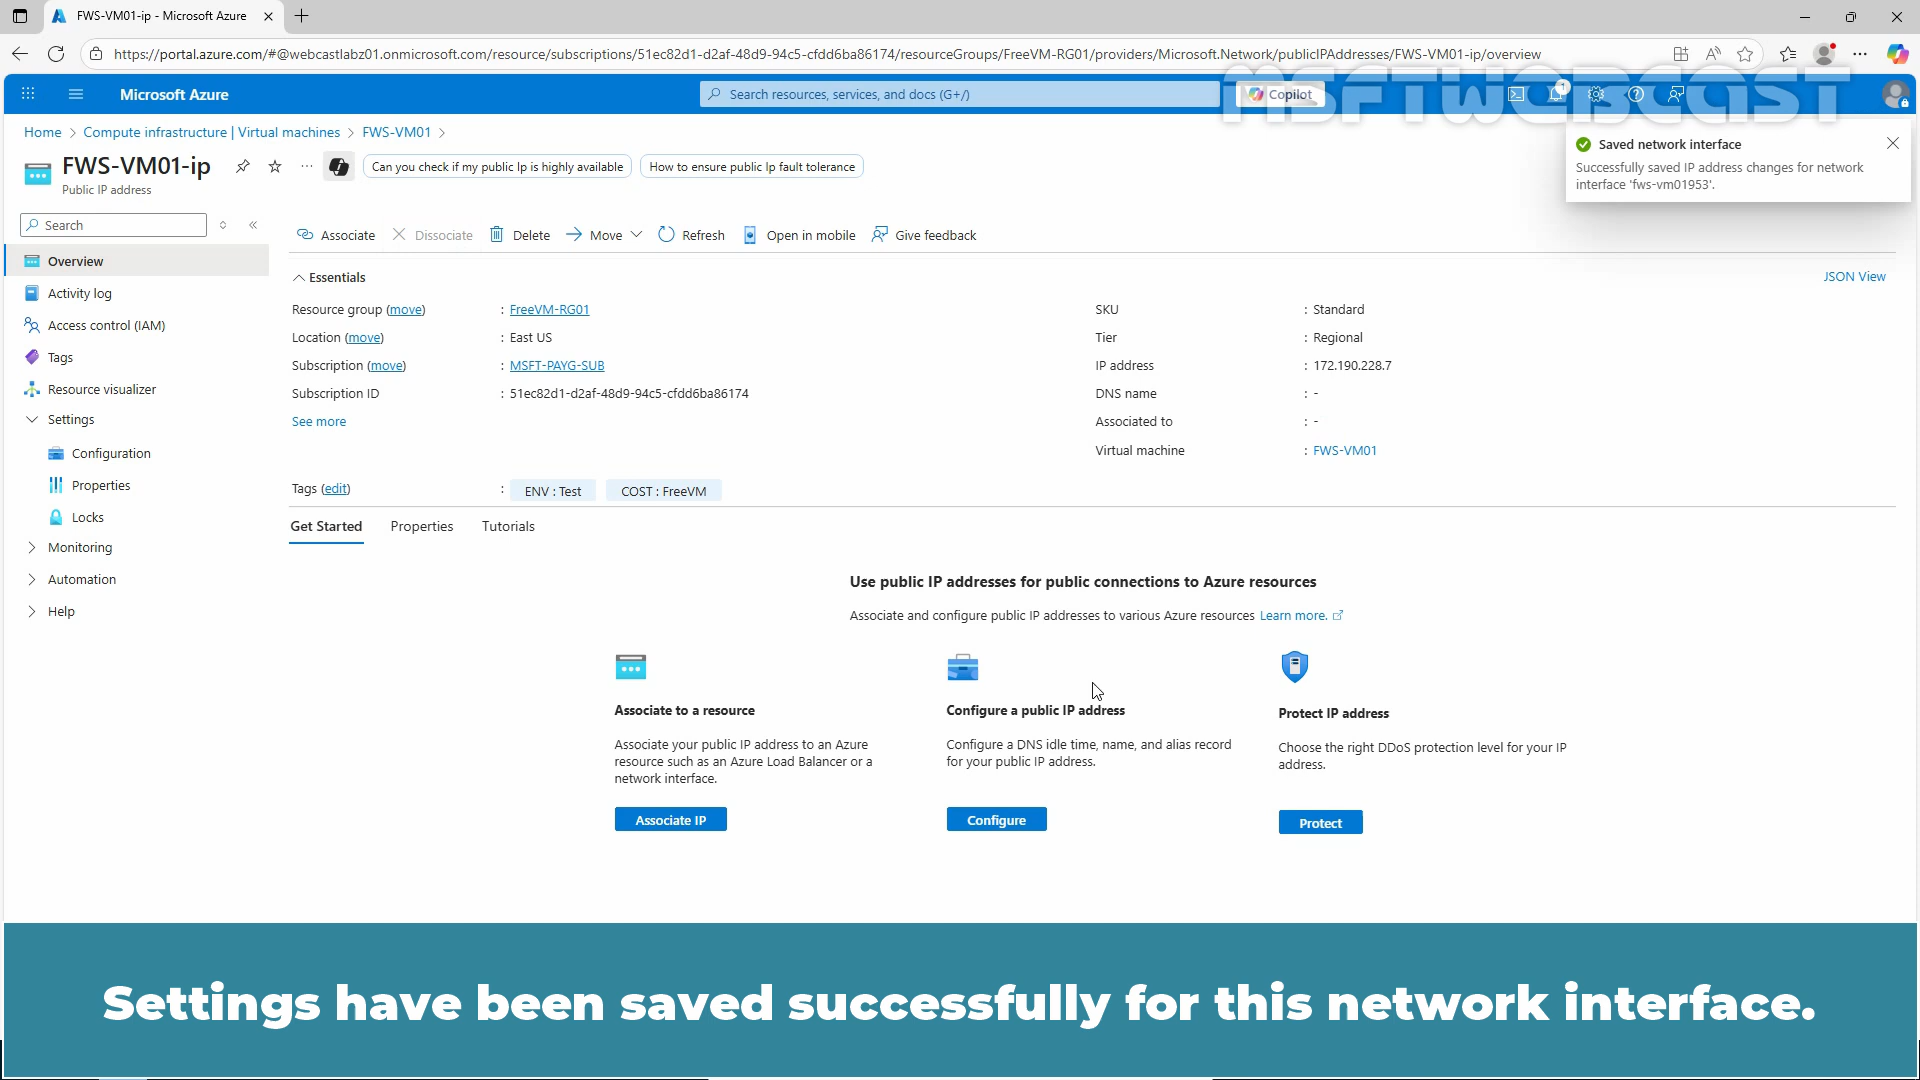 FWS-VM01-ip - Microsoft Azure
https://portal.azure.com/#@webcastlabz01.onmicrosoft.com/resource/subscriptions/51ec82d1-d2af-48d9-94c5-cfdd6ba86174/resourceGroups/FreeVM-RG01/providers/Microsoft.Network/publicIPAddresses/FWS-VM01-ip/overview
MSFTWEBCAST
Microsoft Azure
Search resources, services, and docs (G+/)
Copilot
1
Home > Compute infrastructure | Virtual machines > FWS-VM01 >
FWS-VM01-ip
Public IP address
Can you check if my public Ip is highly available
How to ensure public Ip fault tolerance
Saved network interface
Successfully saved IP address changes for network
interface 'fws-vm01953'.
Search
Overview
Activity log
Access control (IAM)
Tags
Resource visualizer
Settings
Configuration
Properties
Locks
Monitoring
Automation
Help
Associate Dissociate Delete Move Refresh Open in mobile Give feedback
Essentials
JSON View
Resource group (move) : FreeVM-RG01
Location (move) : East US
Subscription (move) : MSFT-PAYG-SUB
Subscription ID : 51ec82d1-d2af-48d9-94c5-cfdd6ba86174
See more
SKU : Standard
Tier : Regional
IP address : 172.190.228.7
DNS name : -
Associated to : -
Virtual machine : FWS-VM01
Tags (edit) : ENV : Test COST : FreeVM
Get Started Properties Tutorials
Use public IP addresses for public connections to Azure resources
Associate and configure public IP addresses to various Azure resources Learn more.
Associate to a resource
Associate your public IP address to an Azure
resource such as an Azure Load Balancer or a
network interface.
Associate IP
Configure a public IP address
Configure a DNS idle time, name, and alias record
for your public IP address.
Configure
Protect IP address
Choose the right DDoS protection level for your IP
address.
Protect
Settings have been saved successfully for this network interface.